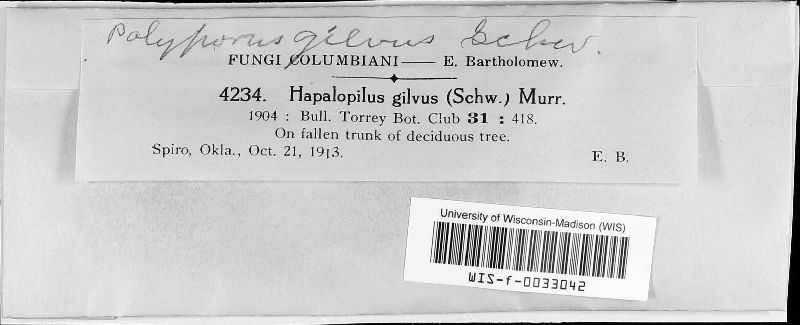 Polyporus gilvus Schw.
FUNGI COLUMBIANI—— E. Bartholomew.
4234. Hapalopilus gilvus (Schw.) Murr.
1904 : Bull. Torrey Bot. Club 31 : 418.
On fallen trunk of deciduous tree.
Spiro, Okla., Oct. 21, 1913.
E. B.
University of Wisconsin-Madison (WIS)
WIS-f-0033042